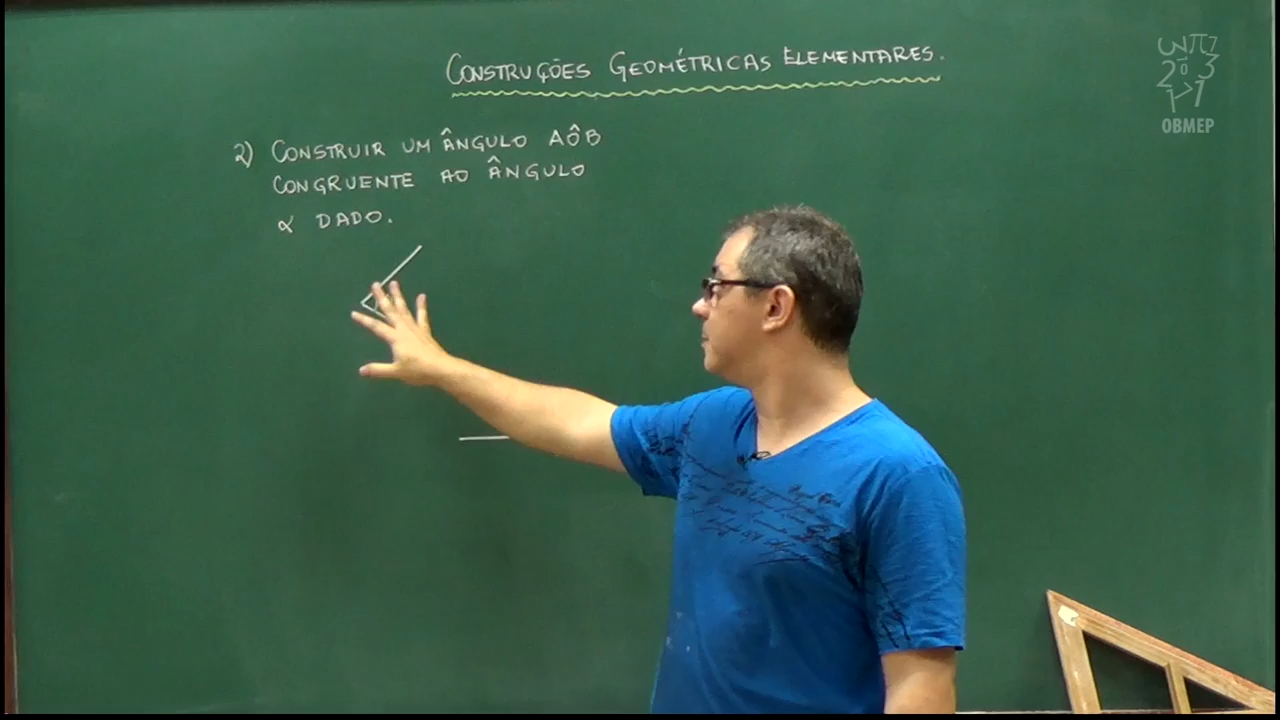 CONSTRUÇÕES GEOMÉTRICAS ELEMENTARES.
2) CONSTRUIR UM ÂNGULO AÔB
CONGRUENTE AO ÂNGULO
α DADO.
OBMEP